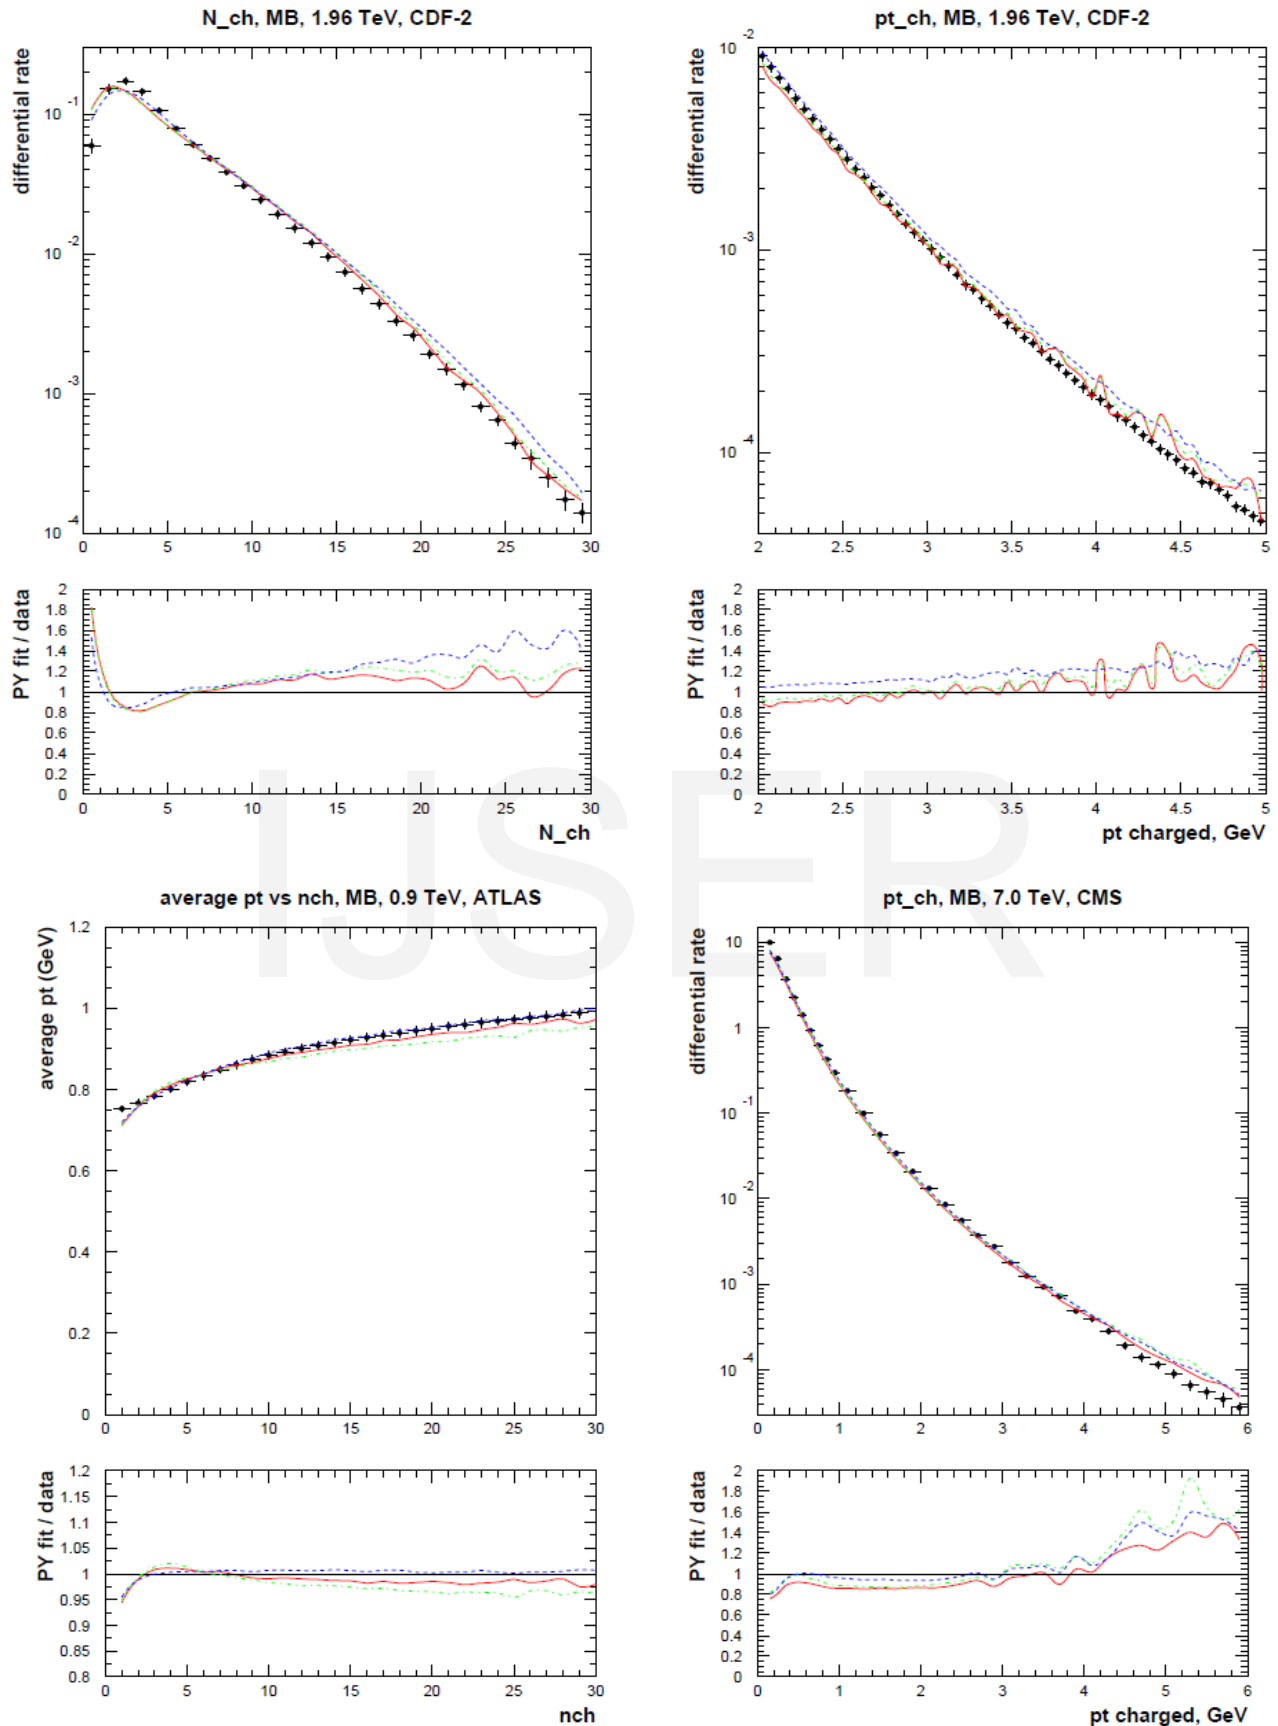 N_ch, MB, 1.96 TeV, CDF-2
differential rate
10 -1
10 -2
10 -3
10 -4
0 5 10 15 20 25 30
PY fit / data
2
1.8
1.6
1.4
1.2
1
0.8
0.6
0.4
0.2
0
0 5 10 15 20 25 30
N_ch
pt_ch, MB, 1.96 TeV, CDF-2
differential rate
10 -2
10 -3
10 -4
2 2.5 3 3.5 4 4.5 5
PY fit / data
2
1.8
1.6
1.4
1.2
1
0.8
0.6
0.4
0.2
0
2 2.5 3 3.5 4 4.5 5
pt charged, GeV
IJSER
average pt vs nch, MB, 0.9 TeV, ATLAS
average pt (GeV)
1.2
1
0.8
0.6
0.4
0.2
0
0 5 10 15 20 25 30
PY fit / data
1.2
1.15
1.1
1.05
1
0.95
0.9
0.85
0.8
0 5 10 15 20 25 30
nch
pt_ch, MB, 7.0 TeV, CMS
differential rate
10
1
10 -1
10 -2
10 -3
10 -4
0 1 2 3 4 5 6
PY fit / data
2
1.8
1.6
1.4
1.2
1
0.8
0.6
0.4
0.2
0
0 1 2 3 4 5 6
pt charged, GeV